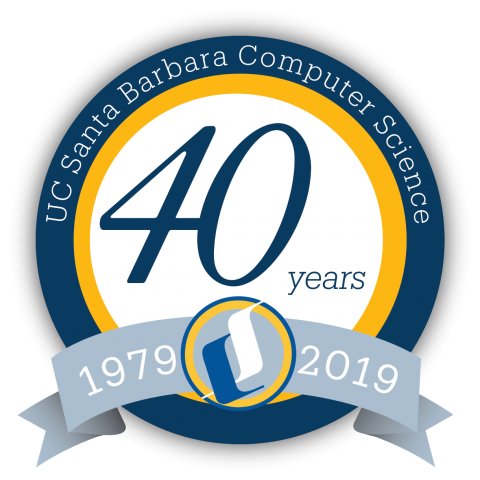 UC Santa Barbara Computer Science
40
years
1979 2019